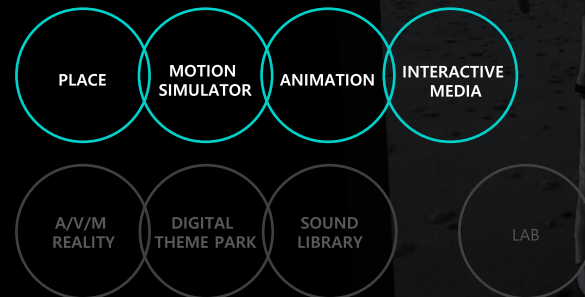 PLACE
MOTION
SIMULATOR
ANIMATION
INTERACTIVE
MEDIA
A/V/M
REALITY
DIGITAL
THEME PARK
SOUND
LIBRARY
LAB